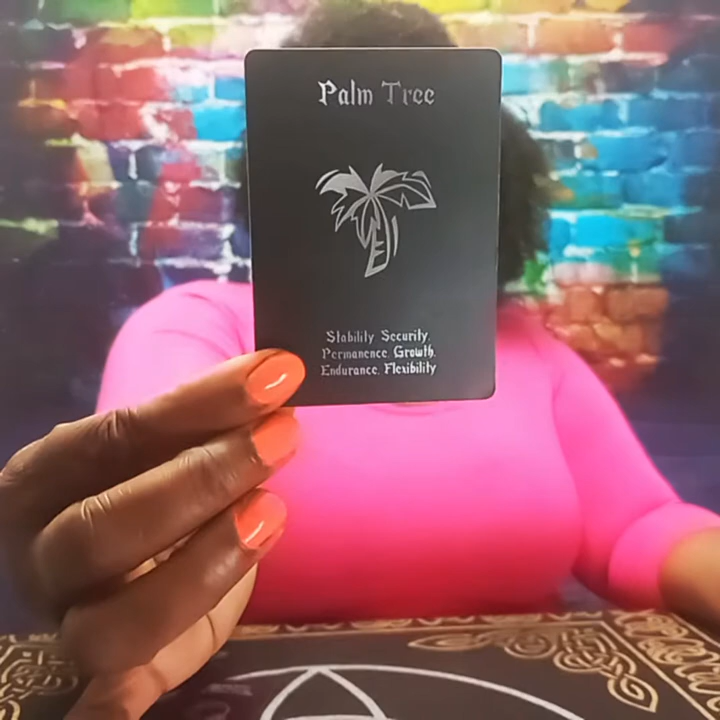 Palm Tree
Stability Security,
Permanence, Growth,
Endurance, Flexibility